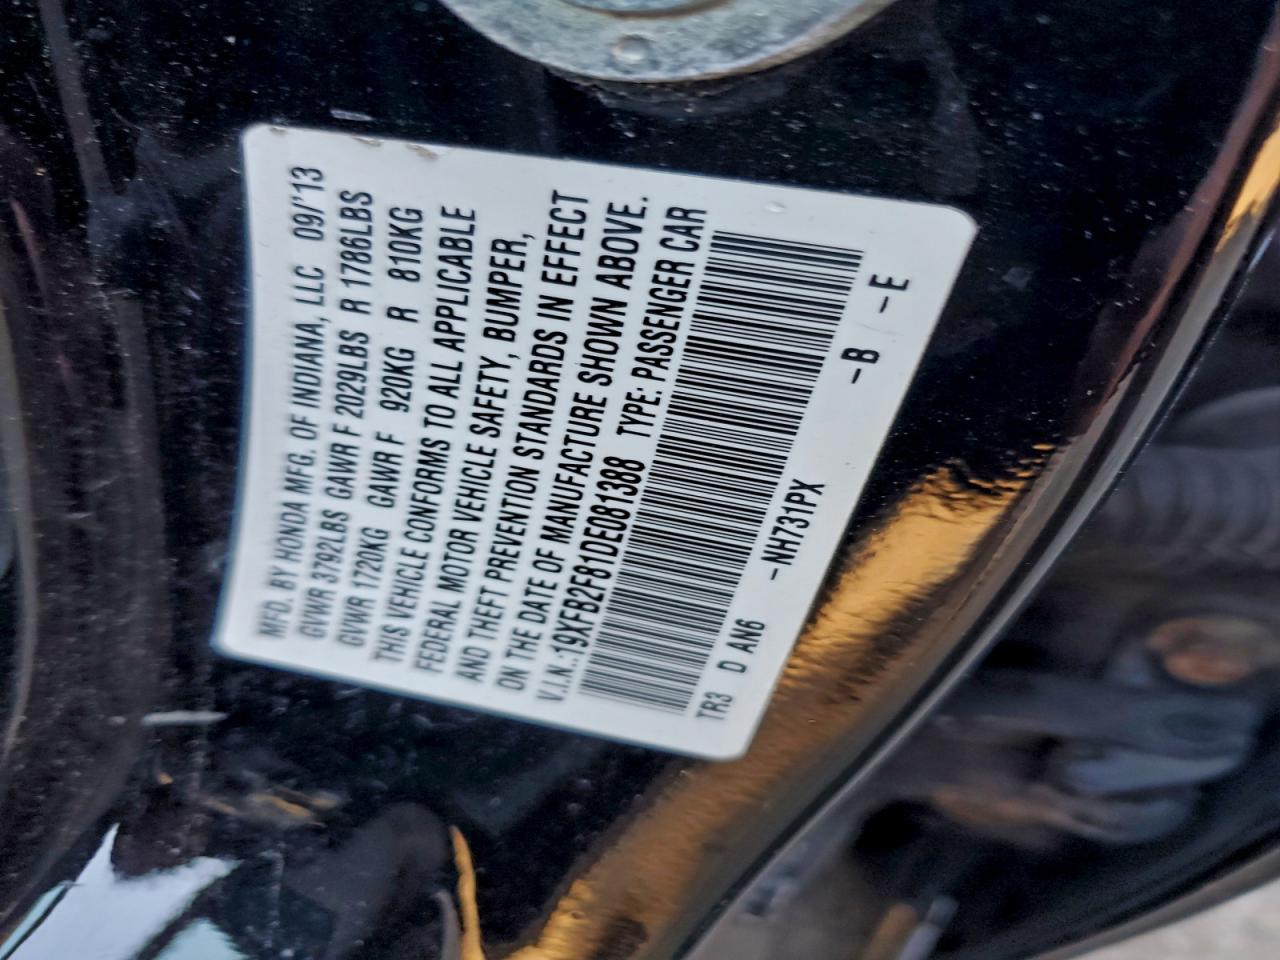 MFD. BY HONDA MFG. OF INDIANA, LLC 09/'13
GVWR 3792LBS GAWR F 2029LBS R 1786LBS
GVWR 1720KG GAWR F 920KG R 810KG
THIS VEHICLE CONFORMS TO ALL APPLICABLE
FEDERAL MOTOR VEHICLE SAFETY, BUMPER,
AND THEFT PREVENTION STANDARDS IN EFFECT
ON THE DATE OF MANUFACTURE SHOWN ABOVE.
V.I.N.:19XFB2F81DE081388 TYPE: PASSENGER CAR
TR3 D AN6 -NH731PX -B -E